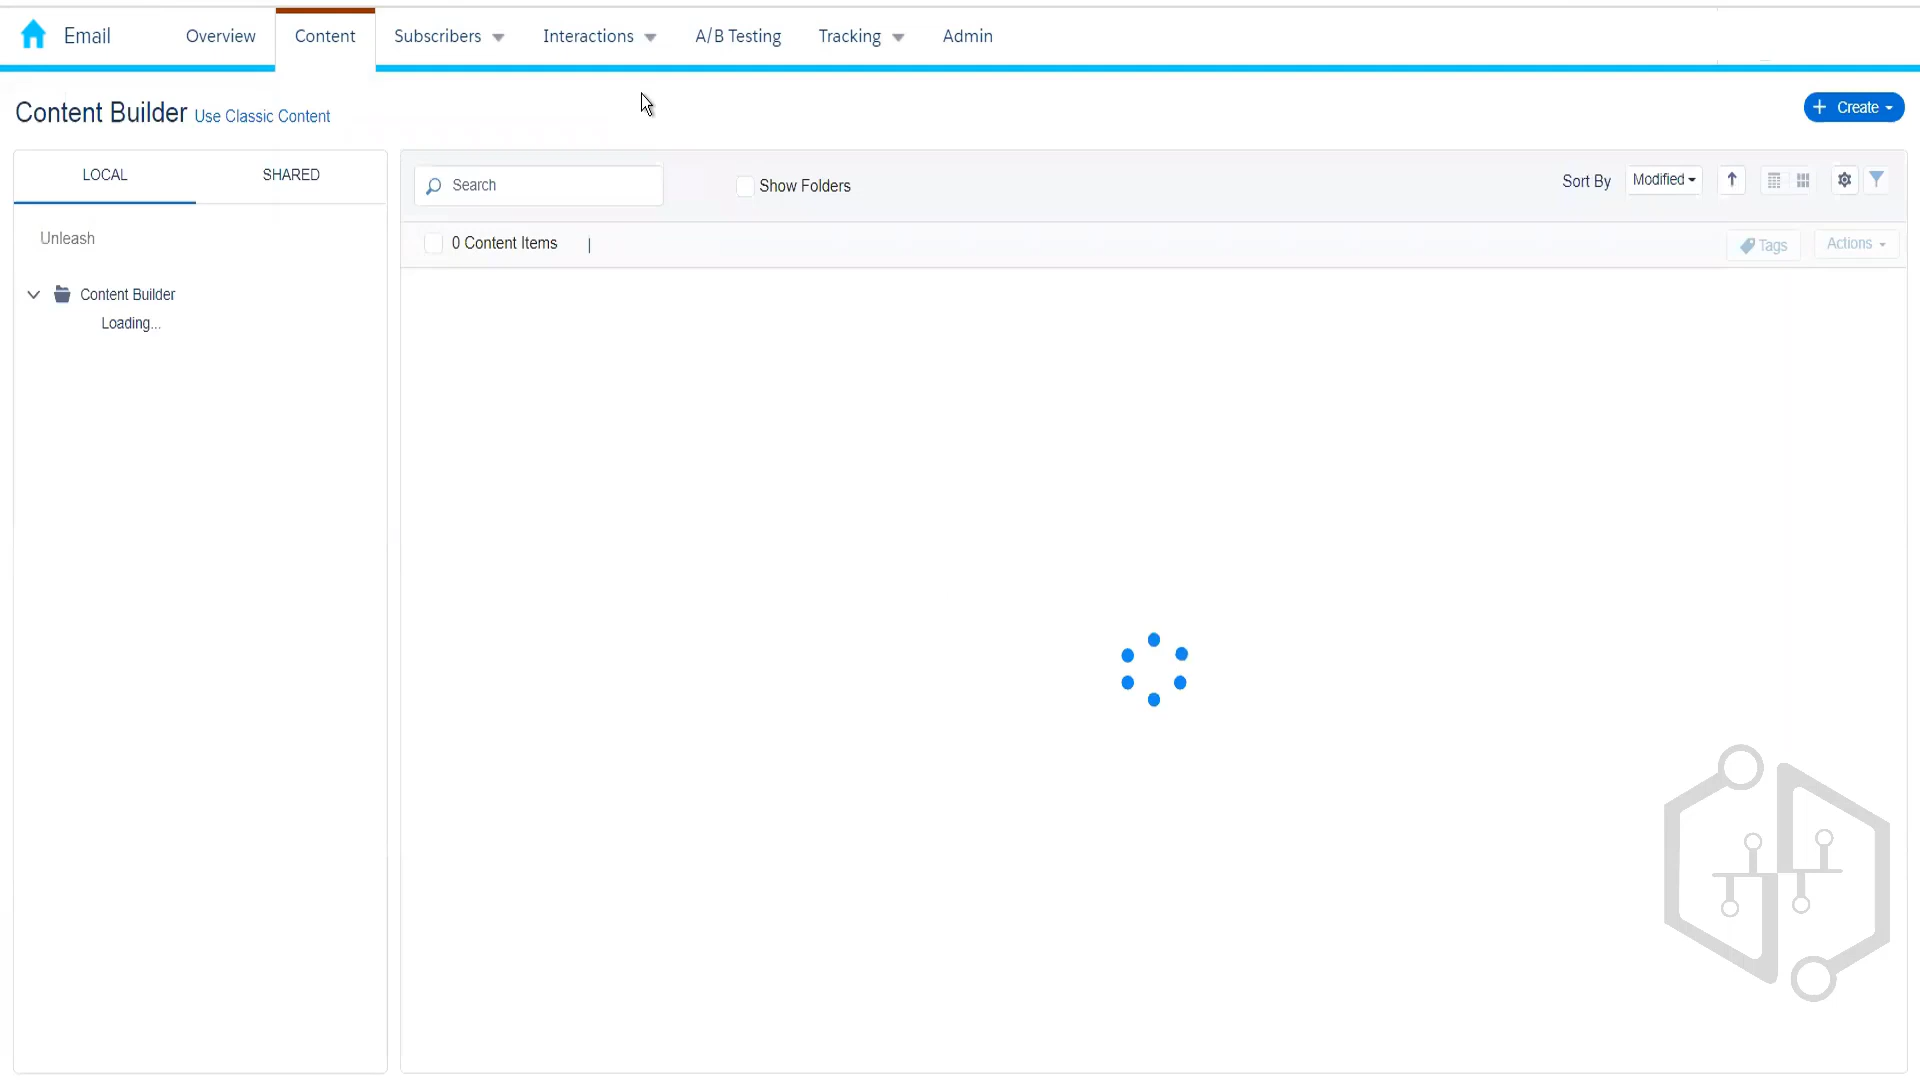 Email Overview Content Subscribers Interactions A/B Testing Tracking Admin
Content Builder Use Classic Content
+ Create
LOCAL SHARED
Search
Show Folders
Sort By Modified
Unleash
0 Content Items |
Tags Actions
Content Builder
Loading...